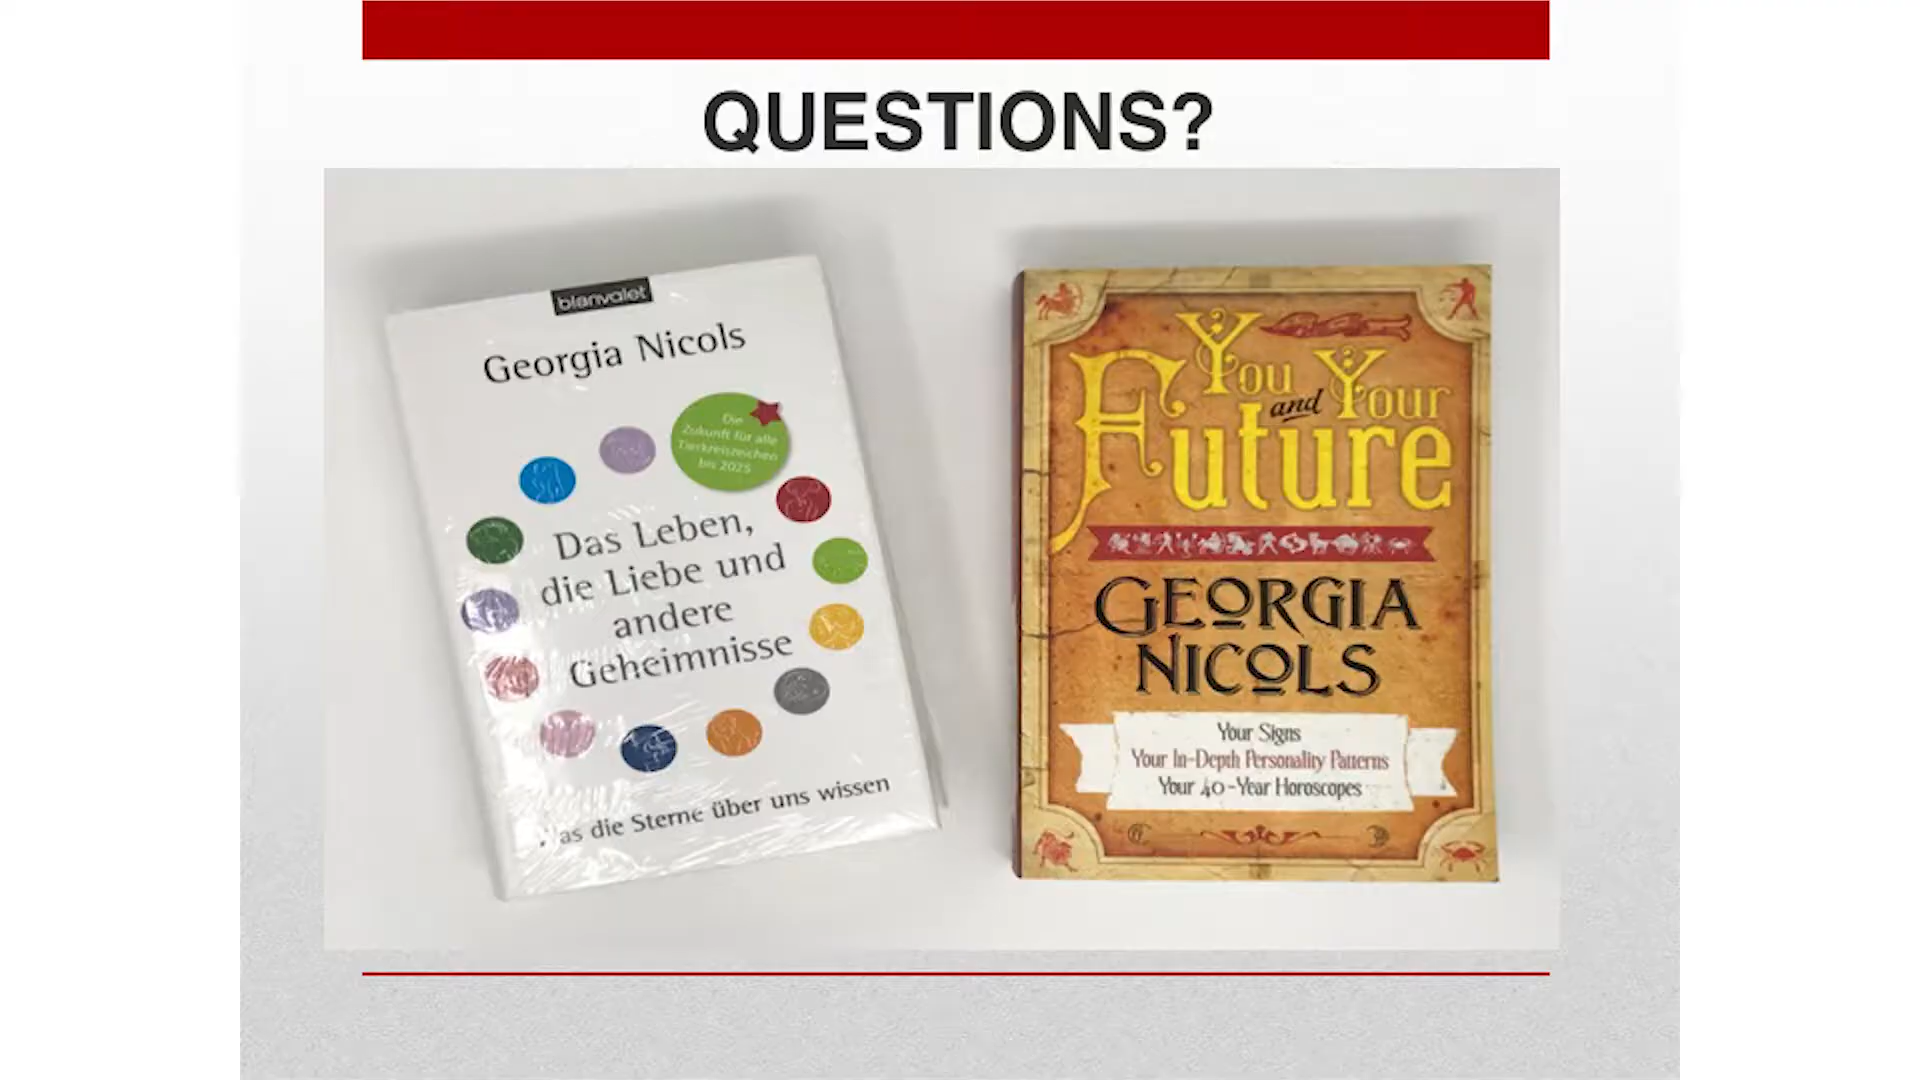 QUESTIONS?
blanvalet
Georgia Nicols
Die
Zukunft für alle
Tierkreiszeichen
bis 2025
Das Leben,
die Liebe und
andere
Geheimnisse
Was die Sterne über uns wissen
You and Your
Future
GEORGIA
NICOLS
Your Signs
Your In-Depth Personality Patterns
Your 40-Year Horoscopes